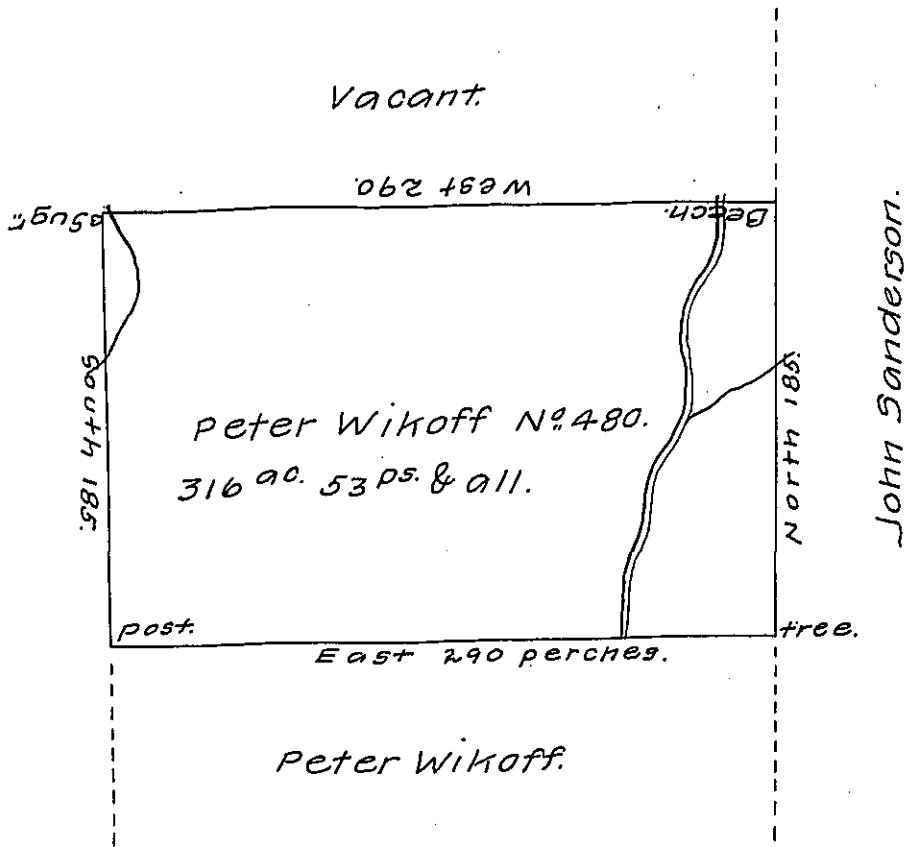 Vacant.
West 290.
a Sugr.
Beech.
South 185.
North 185.
John Sanderson.
Peter Wikoff No. 480.
316 ac. 53 ps. & all.
post.
tree.
East 290 perches.
Peter Wikoff.